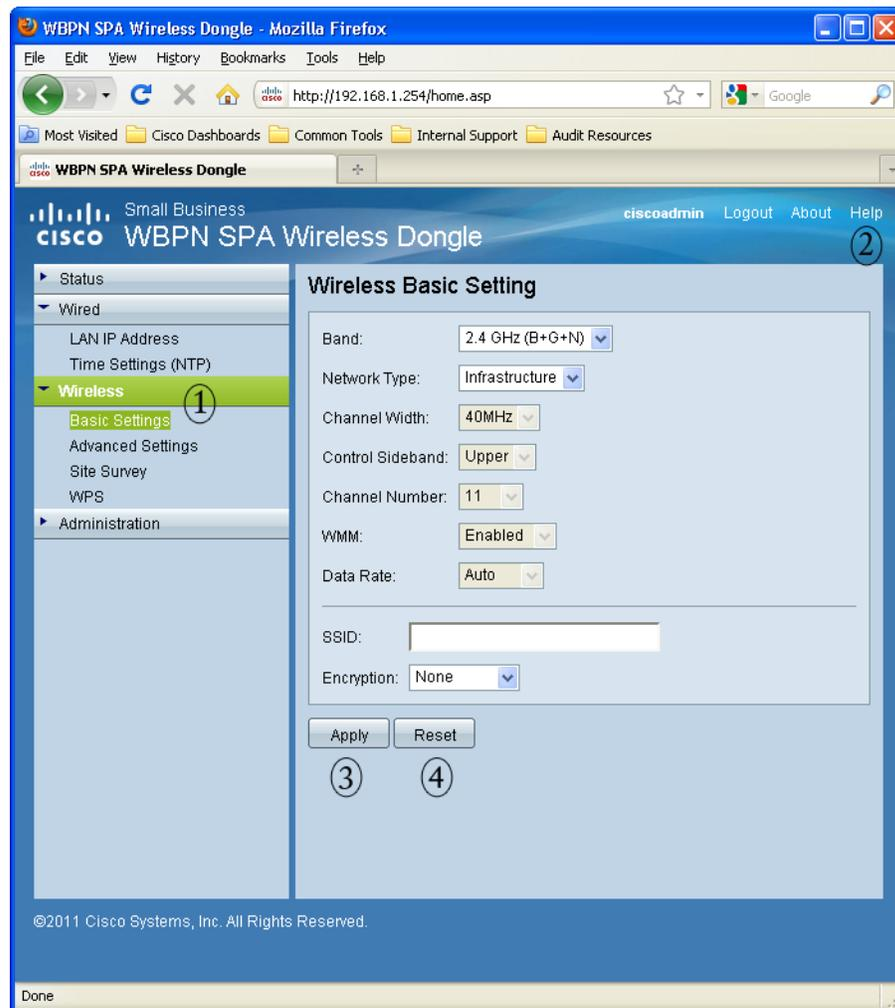 WBPN SPA Wireless Dongle - Mozilla Firefox
File Edit View History Bookmarks Tools Help
cisco http://192.168.1.254/home.asp Google
Most Visited Cisco Dashboards Common Tools Internal Support Audit Resources
cisco WBPN SPA Wireless Dongle
Small Business
cisco WBPN SPA Wireless Dongle
ciscoadmin Logout About Help
2
Status
Wired
LAN IP Address
Time Settings (NTP)
Wireless
1
Basic Settings
Advanced Settings
Site Survey
WPS
Administration
Wireless Basic Setting
Band: 2.4 GHz (B+G+N)
Network Type: Infrastructure
Channel Width: 40MHz
Control Sideband: Upper
Channel Number: 11
WMM: Enabled
Data Rate: Auto
SSID:
Encryption: None
Apply Reset
3 4
©2011 Cisco Systems, Inc. All Rights Reserved.
Done